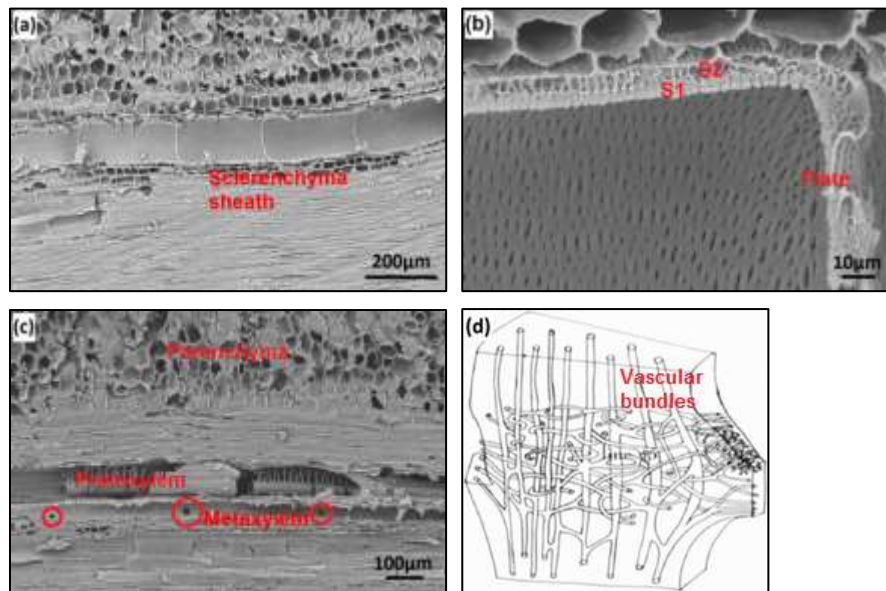 (a)
Sclerenchyma
sheath
200μm
(b)
S2
S1
Plate
10μm
(c)
Parenchyma
Protoxylem
Metaxylem
100μm
(d)
Vascular
bundles